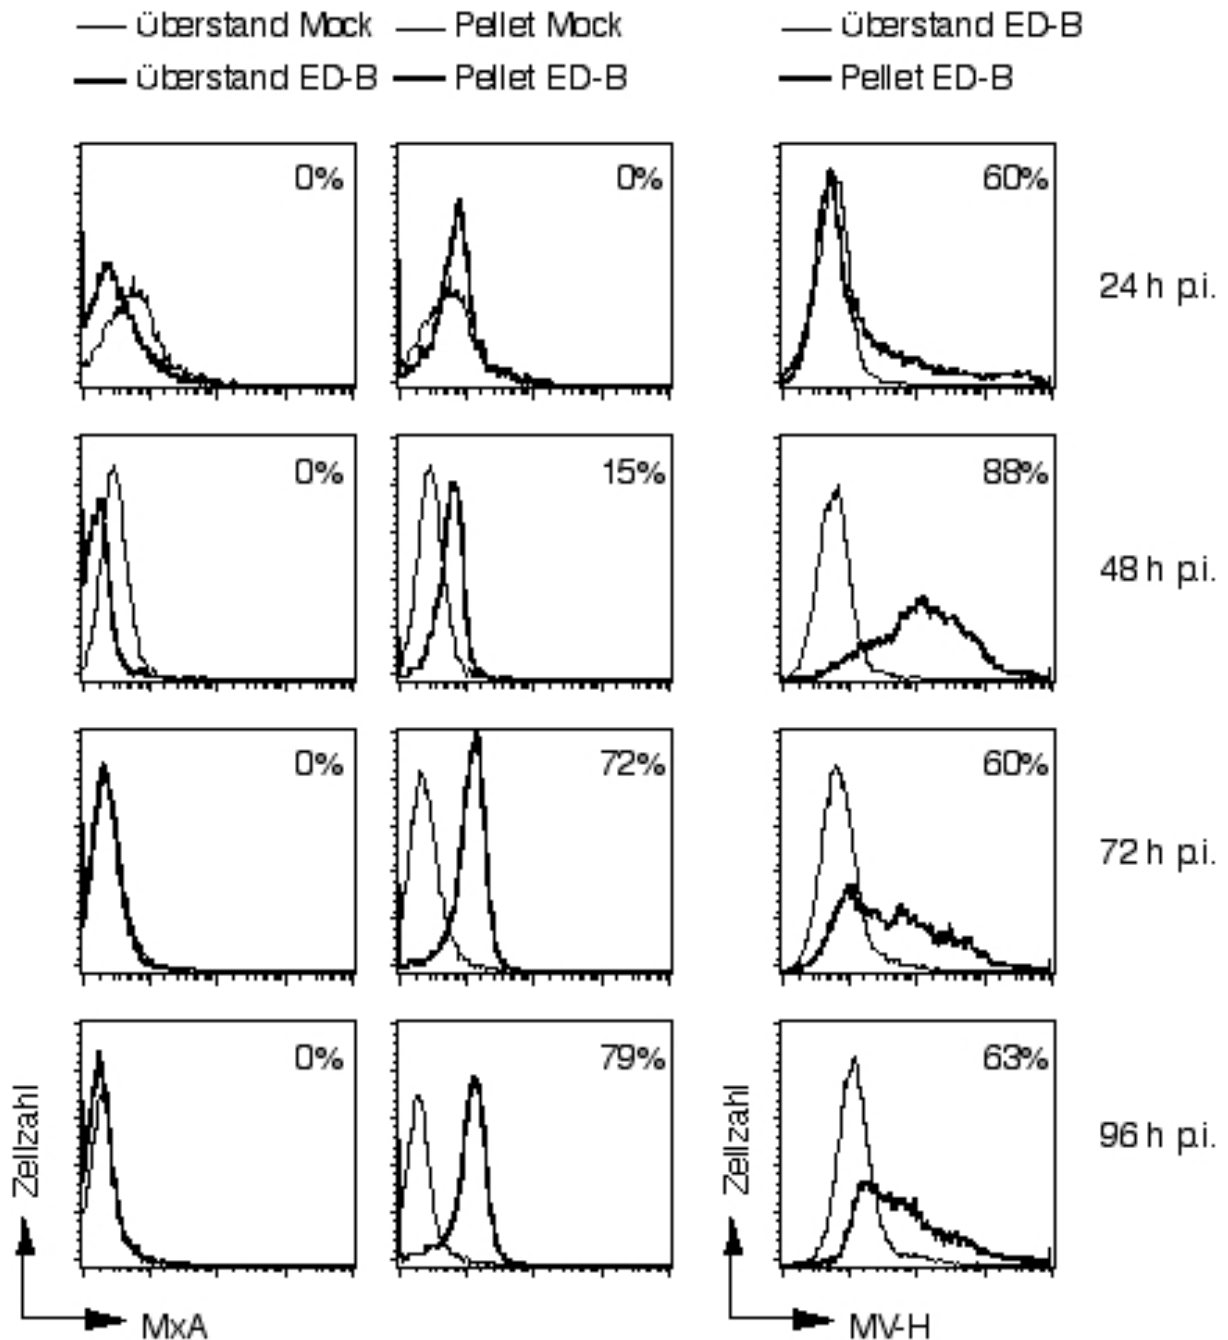 Überstand Mock Pellet Mock Überstand ED-B
Überstand ED-B Pellet ED-B Pellet ED-B
0% 0% 60%
24 h p.i.
0% 15% 88%
48 h p.i.
0% 72% 60%
72 h p.i.
0% 79% 63%
96 h p.i.
Zellzahl Zellzahl
MxA MV-H